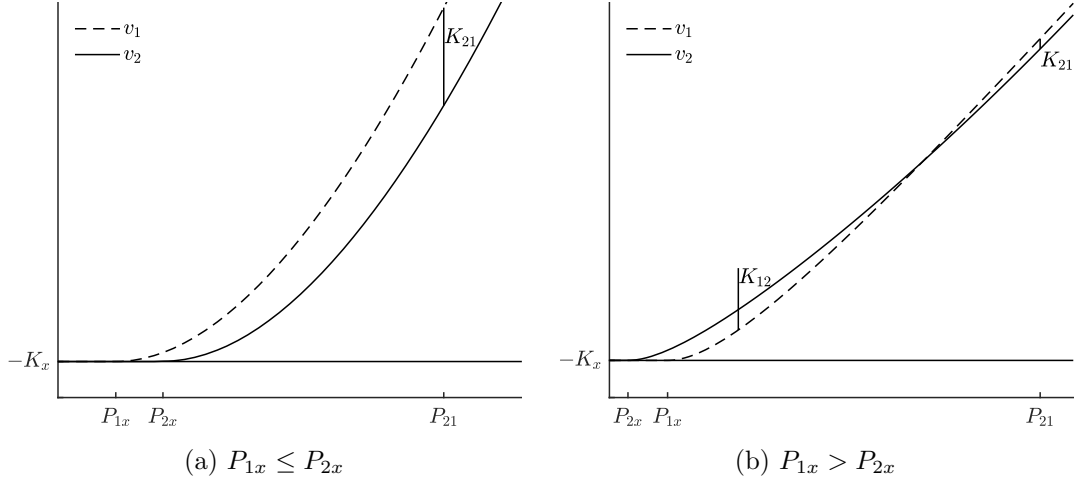 v₁
v₂
K₂₁
−Kₓ
P₁ₓ P₂ₓ P₂₁
(a) P₁ₓ ≤ P₂ₓ
v₁
v₂
K₂₁
K₁₂
−Kₓ
P₂ₓ P₁ₓ P₂₁
(b) P₁ₓ > P₂ₓ